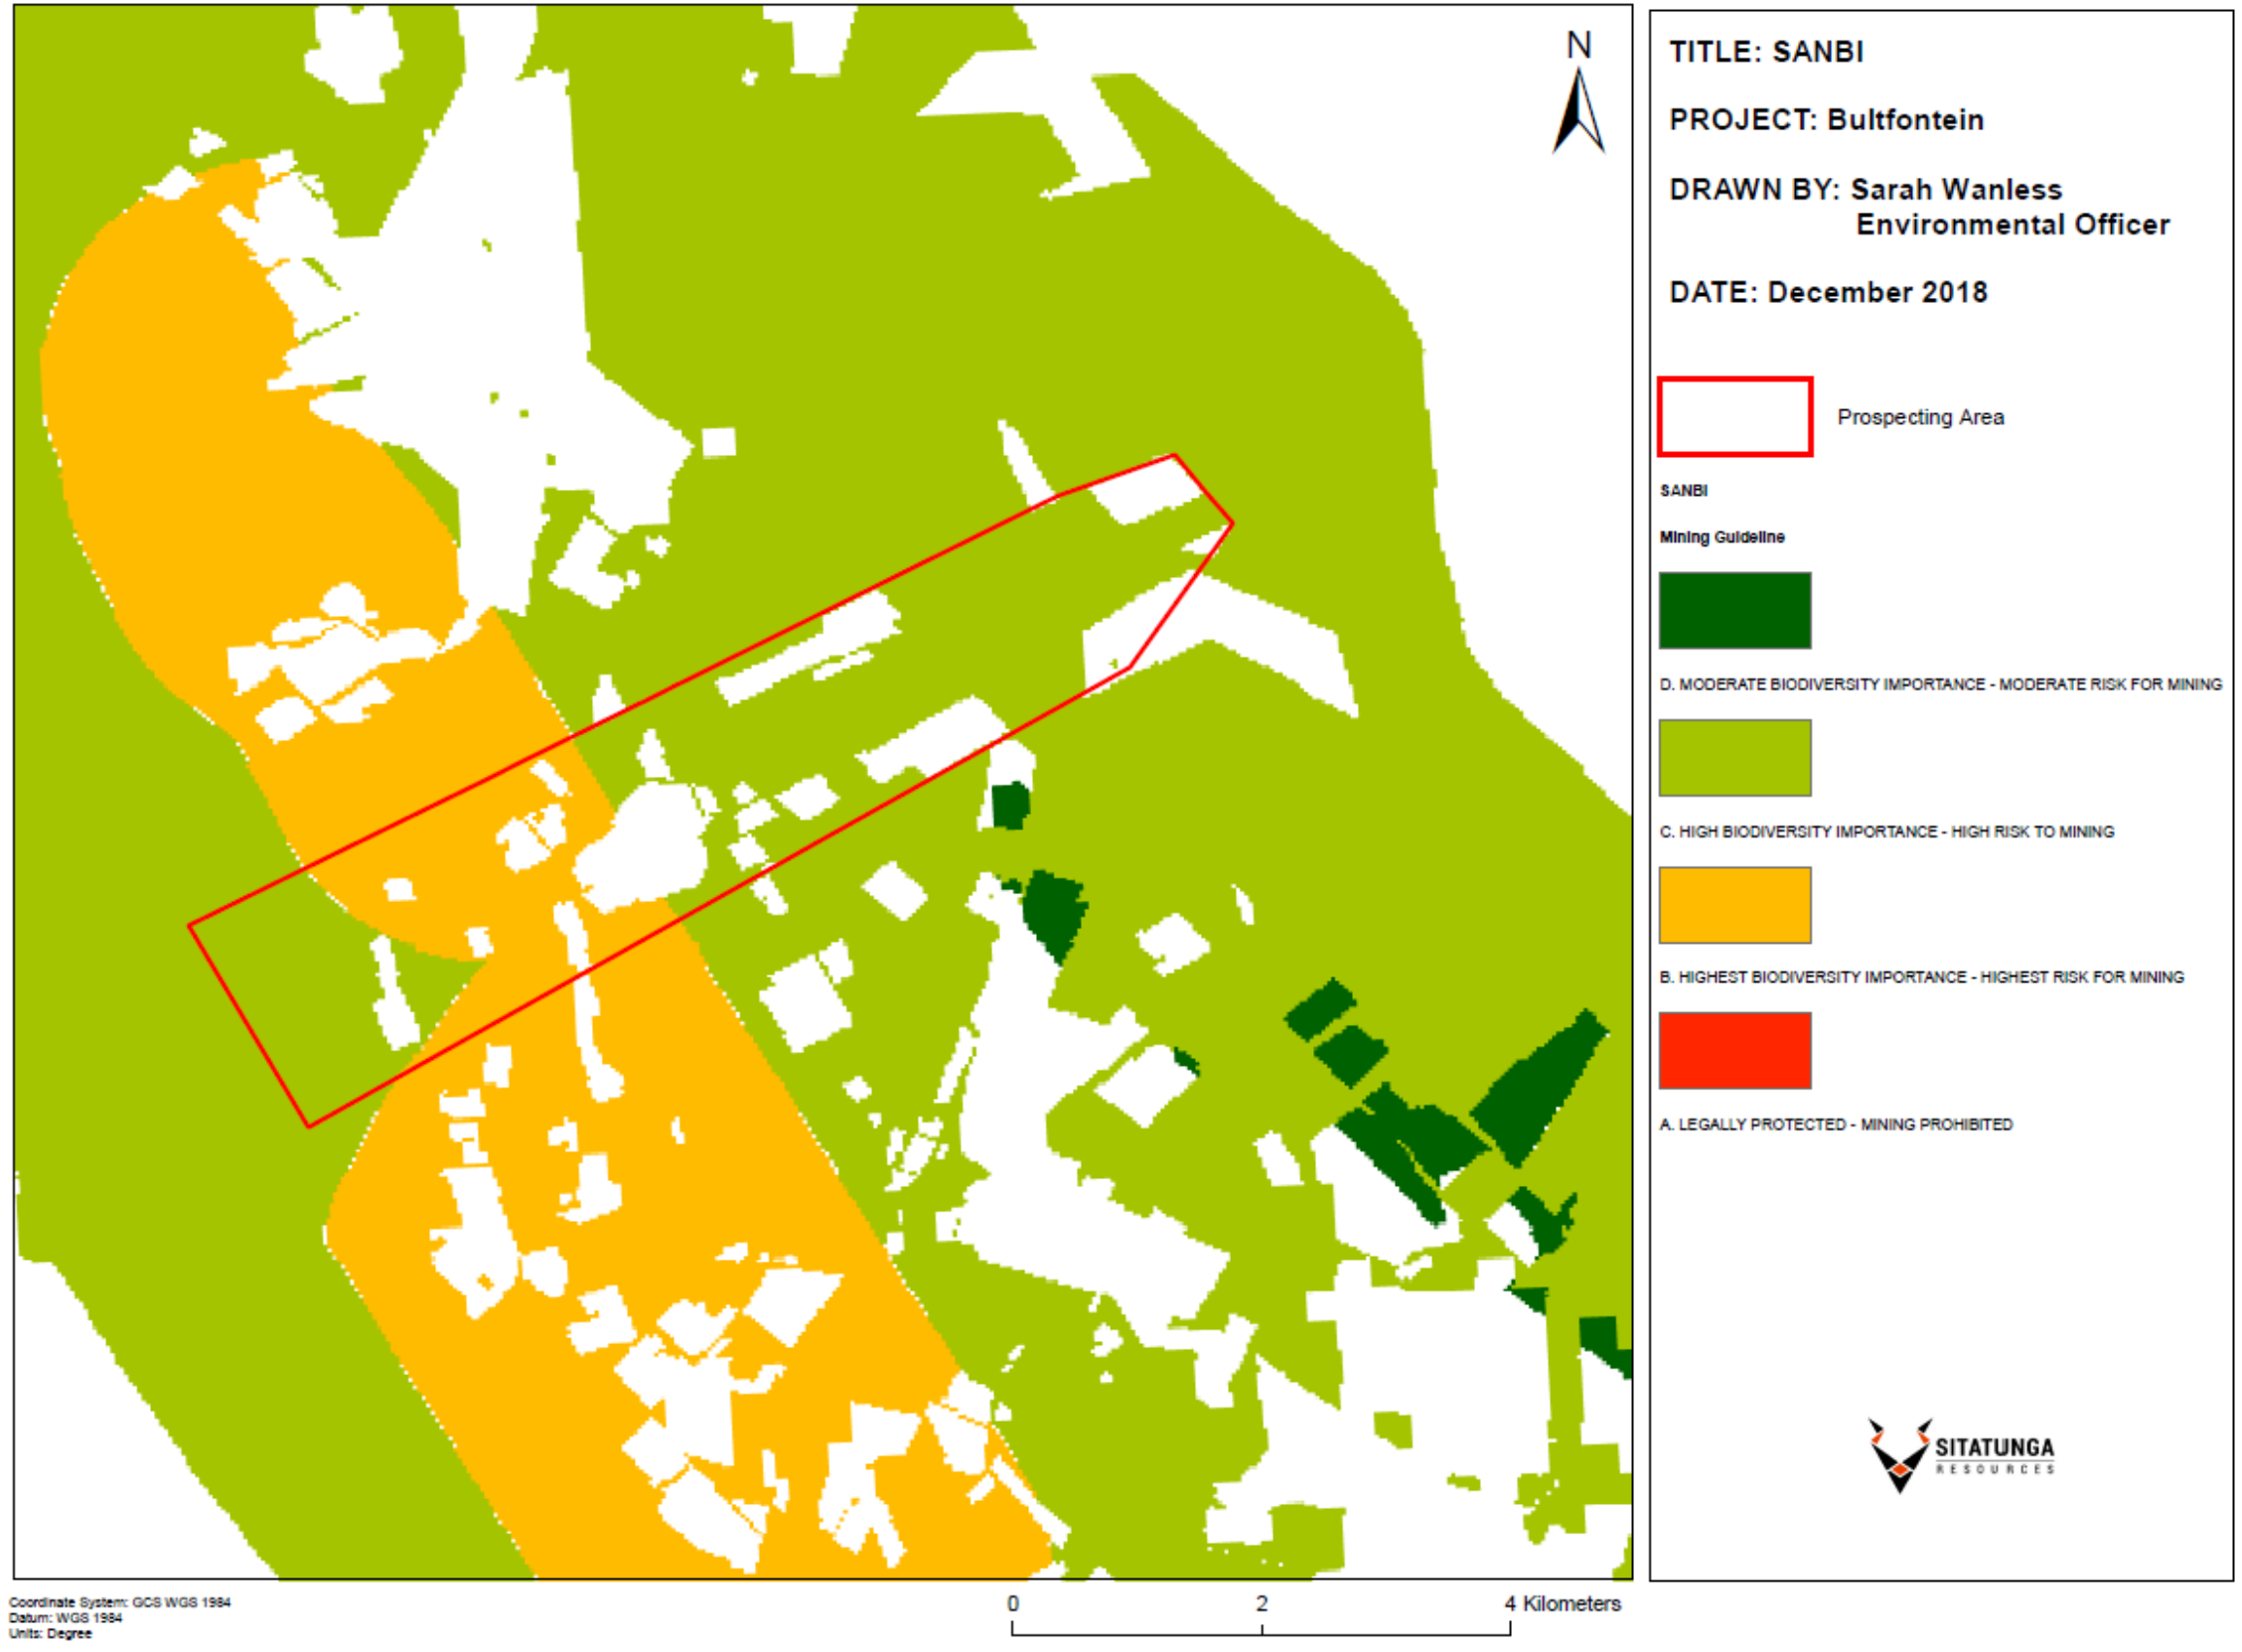 N
TITLE: SANBI
PROJECT: Bultfontein
DRAWN BY: Sarah Wanless
Environmental Officer
DATE: December 2018
Prospecting Area
SANBI
Mining Guideline
D. MODERATE BIODIVERSITY IMPORTANCE - MODERATE RISK FOR MINING
C. HIGH BIODIVERSITY IMPORTANCE - HIGH RISK TO MINING
B. HIGHEST BIODIVERSITY IMPORTANCE - HIGHEST RISK FOR MINING
A. LEGALLY PROTECTED - MINING PROHIBITED
SITATUNGA
RESOURCES
Coordinate System: GCS WGS 1984
Datum: WGS 1984
Units: Degree
0 2 4 Kilometers